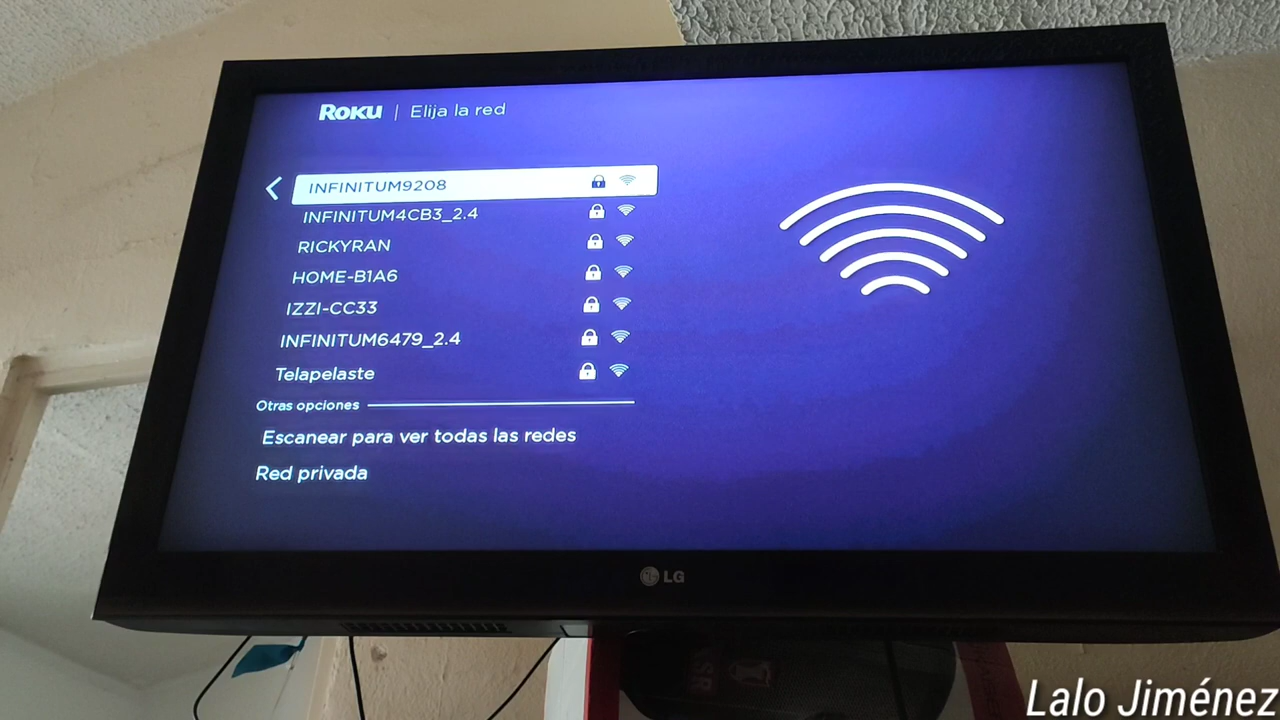 Roku | Elija la red
INFINITUM9208
INFINITUM4CB3_2.4
RICKYRAN
HOME-B1A6
IZZI-CC33
INFINITUM6479_2.4
Telapelaste
Otras opciones
Escanear para ver todas las redes
Red privada
LG
Lalo Jiménez